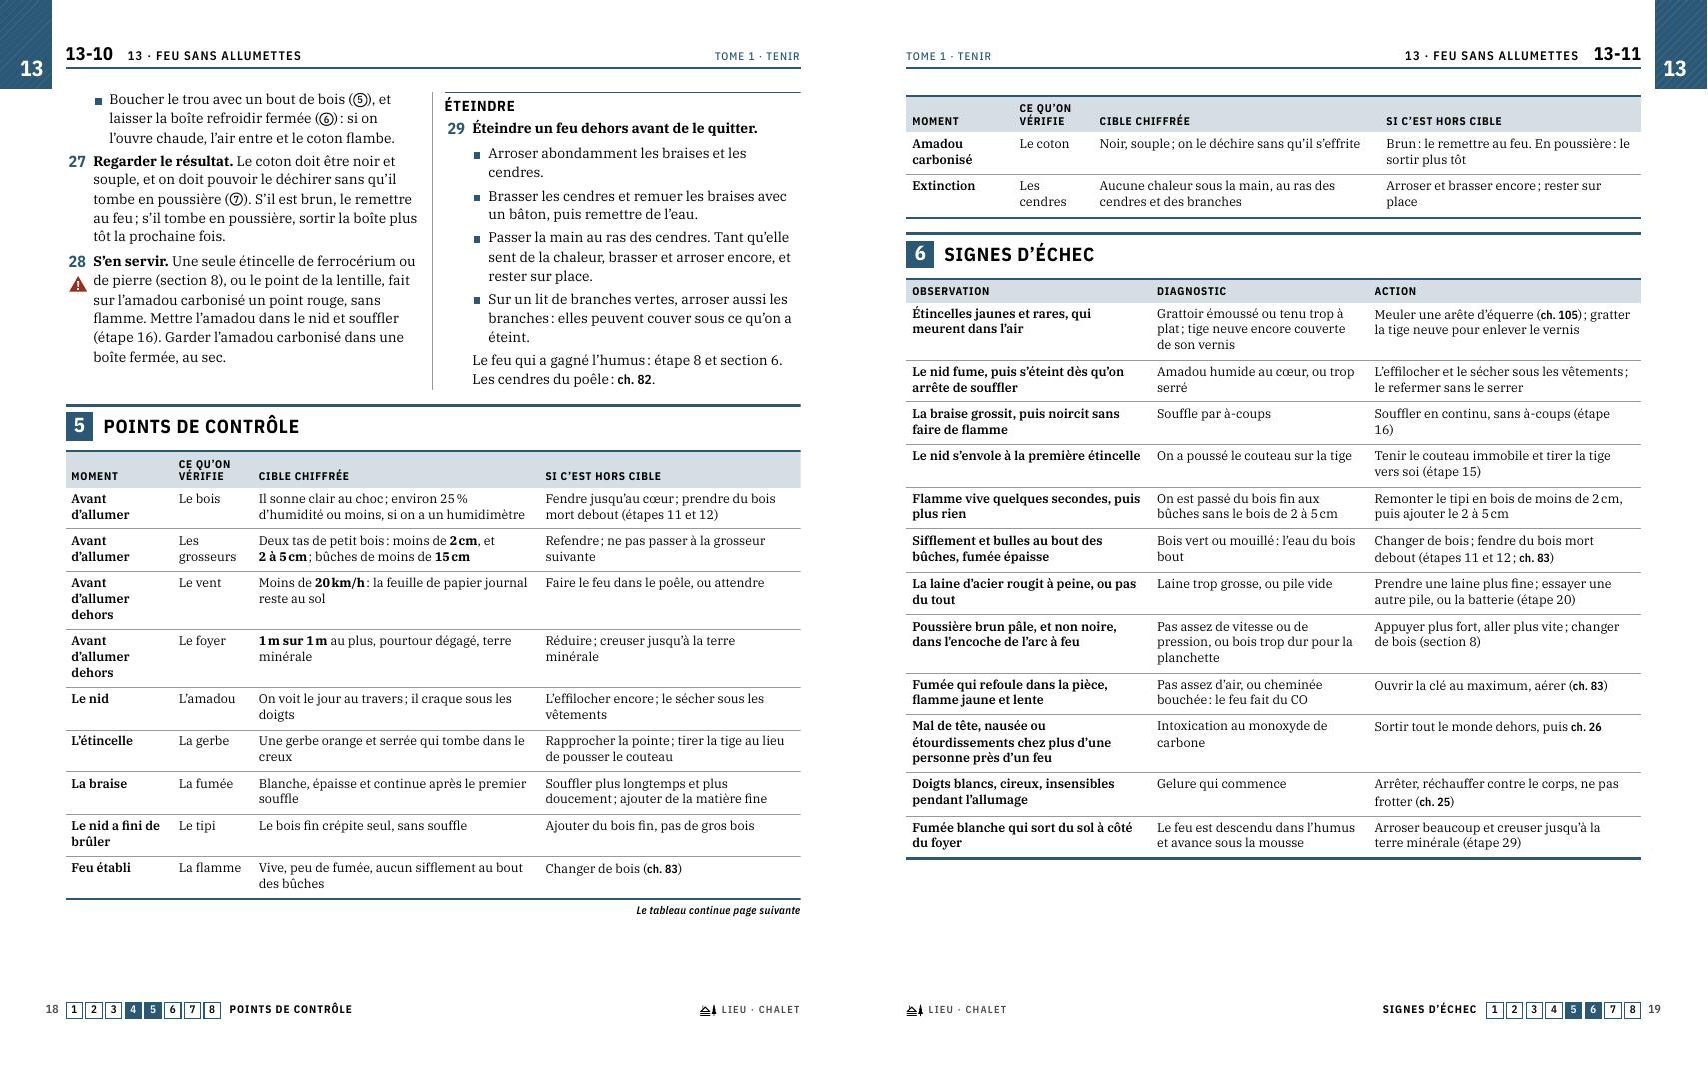 13
13-10 13 · FEU SANS ALLUMETTES
TOME 1 · TENIR
■ Boucher le trou avec un bout de bois (⑤), et
laisser la boîte refroidir fermée (⑥) : si on
l’ouvre chaude, l’air entre et le coton flambe.
27 Regarder le résultat. Le coton doit être noir et
souple, et on doit pouvoir le déchirer sans qu’il
tombe en poussière (⑦). S’il est brun, le remettre
au feu ; s’il tombe en poussière, sortir la boîte plus
tôt la prochaine fois.
28 S’en servir. Une seule étincelle de ferrocérium ou
de pierre (section 8), ou le point de la lentille, fait
sur l’amadou carbonisé un point rouge, sans
flamme. Mettre l’amadou dans le nid et souffler
(étape 16). Garder l’amadou carbonisé dans une
boîte fermée, au sec.
ÉTEINDRE
29 Éteindre un feu dehors avant de le quitter.
■ Arroser abondamment les braises et les
cendres.
■ Brasser les cendres et remuer les braises avec
un bâton, puis remettre de l’eau.
■ Passer la main au ras des cendres. Tant qu’elle
sent de la chaleur, brasser et arroser encore, et
rester sur place.
■ Sur un lit de branches vertes, arroser aussi les
branches : elles peuvent couver sous ce qu’on a
éteint.
Le feu qui a gagné l’humus : étape 8 et section 6.
Les cendres du poêle : ch. 82.
5 POINTS DE CONTRÔLE
MOMENT
CE QU’ON
VÉRIFIE
CIBLE CHIFFRÉE
SI C’EST HORS CIBLE
Avant
d’allumer
Le bois
Il sonne clair au choc ; environ 25 %
d’humidité ou moins, si on a un humidimètre
Fendre jusqu’au cœur ; prendre du bois
mort debout (étapes 11 et 12)
Avant
d’allumer
Les
grosseurs
Deux tas de petit bois : moins de 2 cm, et
2 à 5 cm ; bûches de moins de 15 cm
Refendre ; ne pas passer à la grosseur
suivante
Avant
d’allumer
dehors
Le vent
Moins de 20 km/h : la feuille de papier journal
reste au sol
Faire le feu dans le poêle, ou attendre
Avant
d’allumer
dehors
Le foyer
1 m sur 1 m au plus, pourtour dégagé, terre
minérale
Réduire ; creuser jusqu’à la terre
minérale
Le nid
L’amadou
On voit le jour au travers ; il craque sous les
doigts
L’effilocher encore ; le sécher sous les
vêtements
L’étincelle
La gerbe
Une gerbe orange et serrée qui tombe dans le
creux
Rapprocher la pointe ; tirer la tige au lieu
de pousser le couteau
La braise
La fumée
Blanche, épaisse et continue après le premier
souffle
Souffler plus longtemps et plus
doucement ; ajouter de la matière fine
Le nid a fini de
brûler
Le tipi
Le bois fin crépite seul, sans souffle
Ajouter du bois fin, pas de gros bois
Feu établi
La flamme
Vive, peu de fumée, aucun sifflement au bout
des bûches
Changer de bois (ch. 83)
Le tableau continue page suivante
18 1 2 3 4 5 6 7 8 POINTS DE CONTRÔLE
LIEU · CHALET
TOME 1 · TENIR
13 · FEU SANS ALLUMETTES 13-11
13
MOMENT
CE QU’ON
VÉRIFIE
CIBLE CHIFFRÉE
SI C’EST HORS CIBLE
Amadou
carbonisé
Le coton
Noir, souple ; on le déchire sans qu’il s’effrite
Brun : le remettre au feu. En poussière : le
sortir plus tôt
Extinction
Les
cendres
Aucune chaleur sous la main, au ras des
cendres et des branches
Arroser et brasser encore ; rester sur
place
6 SIGNES D’ÉCHEC
OBSERVATION
DIAGNOSTIC
ACTION
Étincelles jaunes et rares, qui
meurent dans l’air
Grattoir émoussé ou tenu trop à
plat ; tige neuve encore couverte
de son vernis
Meuler une arête d’équerre (ch. 105) ; gratter
la tige neuve pour enlever le vernis
Le nid fume, puis s’éteint dès qu’on
arrête de souffler
Amadou humide au cœur, ou trop
serré
L’effilocher et le sécher sous les vêtements ;
le refermer sans le serrer
La braise grossit, puis noircit sans
faire de flamme
Souffle par à-coups
Souffler en continu, sans à-coups (étape
16)
Le nid s’envole à la première étincelle
On a poussé le couteau sur la tige
Tenir le couteau immobile et tirer la tige
vers soi (étape 15)
Flamme vive quelques secondes, puis
plus rien
On est passé du bois fin aux
bûches sans le bois de 2 à 5 cm
Remonter le tipi en bois de moins de 2 cm,
puis ajouter le 2 à 5 cm
Sifflement et bulles au bout des
bûches, fumée épaisse
Bois vert ou mouillé : l’eau du bois
bout
Changer de bois ; fendre du bois mort
debout (étapes 11 et 12 ; ch. 83)
La laine d’acier rougit à peine, ou pas
du tout
Laine trop grosse, ou pile vide
Prendre une laine plus fine ; essayer une
autre pile, ou la batterie (étape 20)
Poussière brun pâle, et non noire,
dans l’encoche de l’arc à feu
Pas assez de vitesse ou de
pression, ou bois trop dur pour la
planchette
Appuyer plus fort, aller plus vite ; changer
de bois (section 8)
Fumée qui refoule dans la pièce,
flamme jaune et lente
Pas assez d’air, ou cheminée
bouchée : le feu fait du CO
Ouvrir la clé au maximum, aérer (ch. 83)
Mal de tête, nausée ou
étourdissements chez plus d’une
personne près d’un feu
Intoxication au monoxyde de
carbone
Sortir tout le monde dehors, puis ch. 26
Doigts blancs, cireux, insensibles
pendant l’allumage
Gelure qui commence
Arrêter, réchauffer contre le corps, ne pas
frotter (ch. 25)
Fumée blanche qui sort du sol à côté
du foyer
Le feu est descendu dans l’humus
et avance sous la mousse
Arroser beaucoup et creuser jusqu’à la
terre minérale (étape 29)
LIEU · CHALET
SIGNES D’ÉCHEC 1 2 3 4 5 6 7 8 19